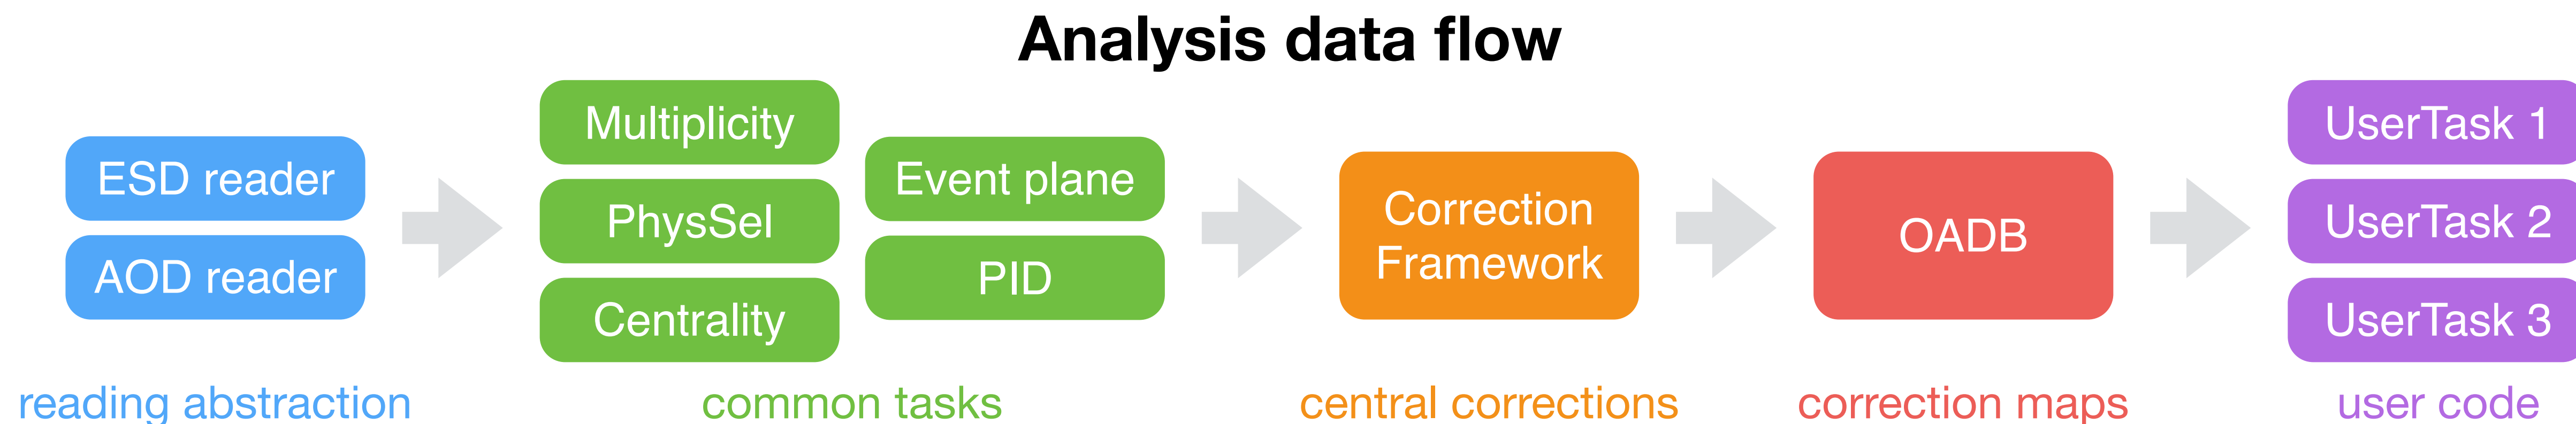 Analysis data flow
ESD reader
AOD reader
reading abstraction
Multiplicity
PhysSel
Centrality
Event plane
PID
common tasks
Correction
Framework
central corrections
OADB
correction maps
UserTask 1
UserTask 2
UserTask 3
user code